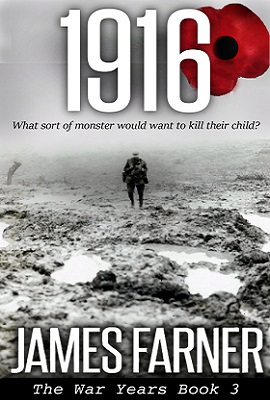 1916
What sort of monster would want to kill their child?
JAMES FARNER
The War Years Book 3